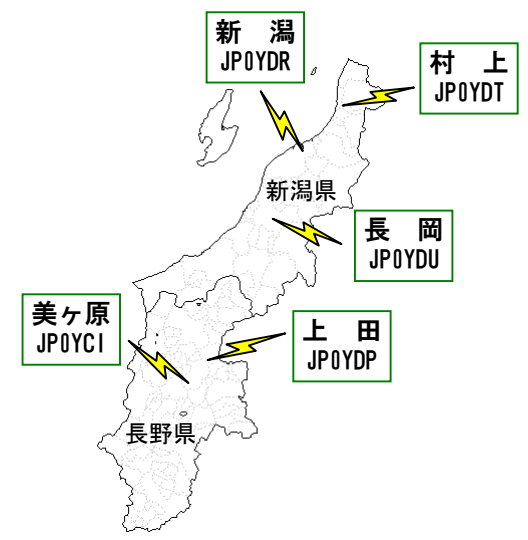 新　潟
JP0YDR
村　上
JP0YDT
新潟県
長　岡
JP0YDU
美ヶ原
JP0YCI
上　田
JP0YDP
長野県